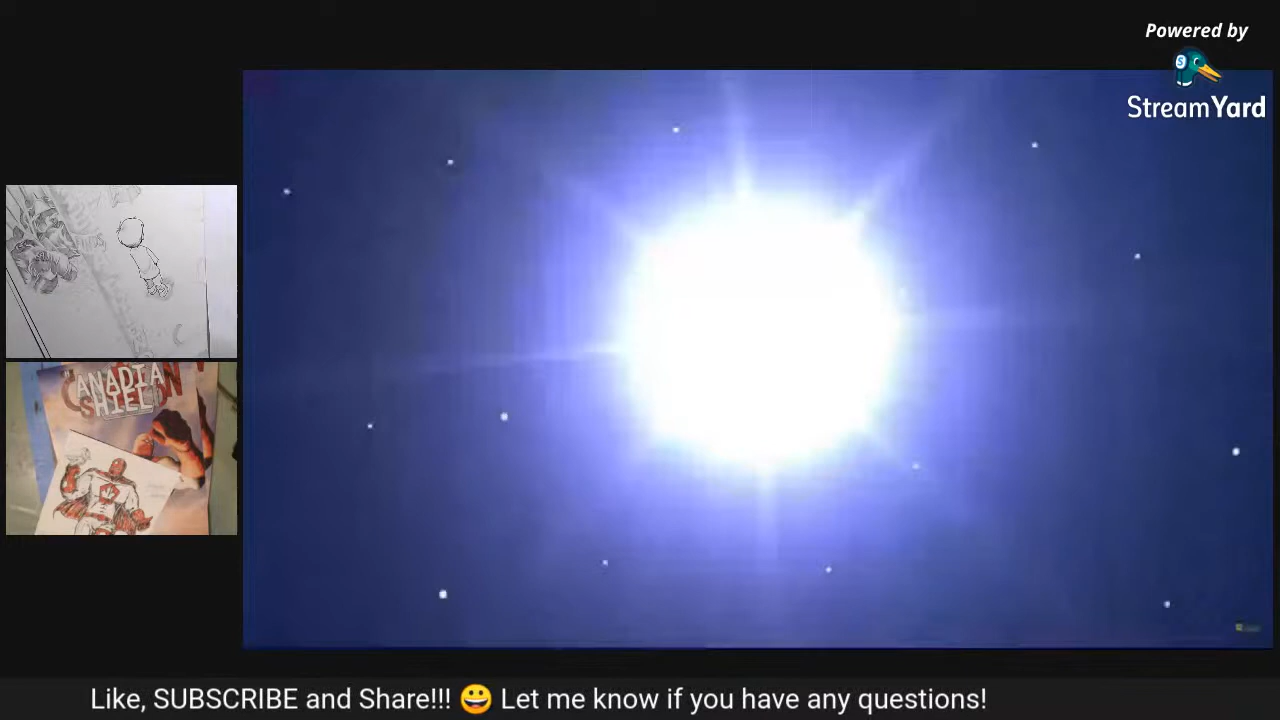 Powered by
StreamYard
CANADIAN
SHIELD
Like, SUBSCRIBE and Share!!! 😀 Let me know if you have any questions!